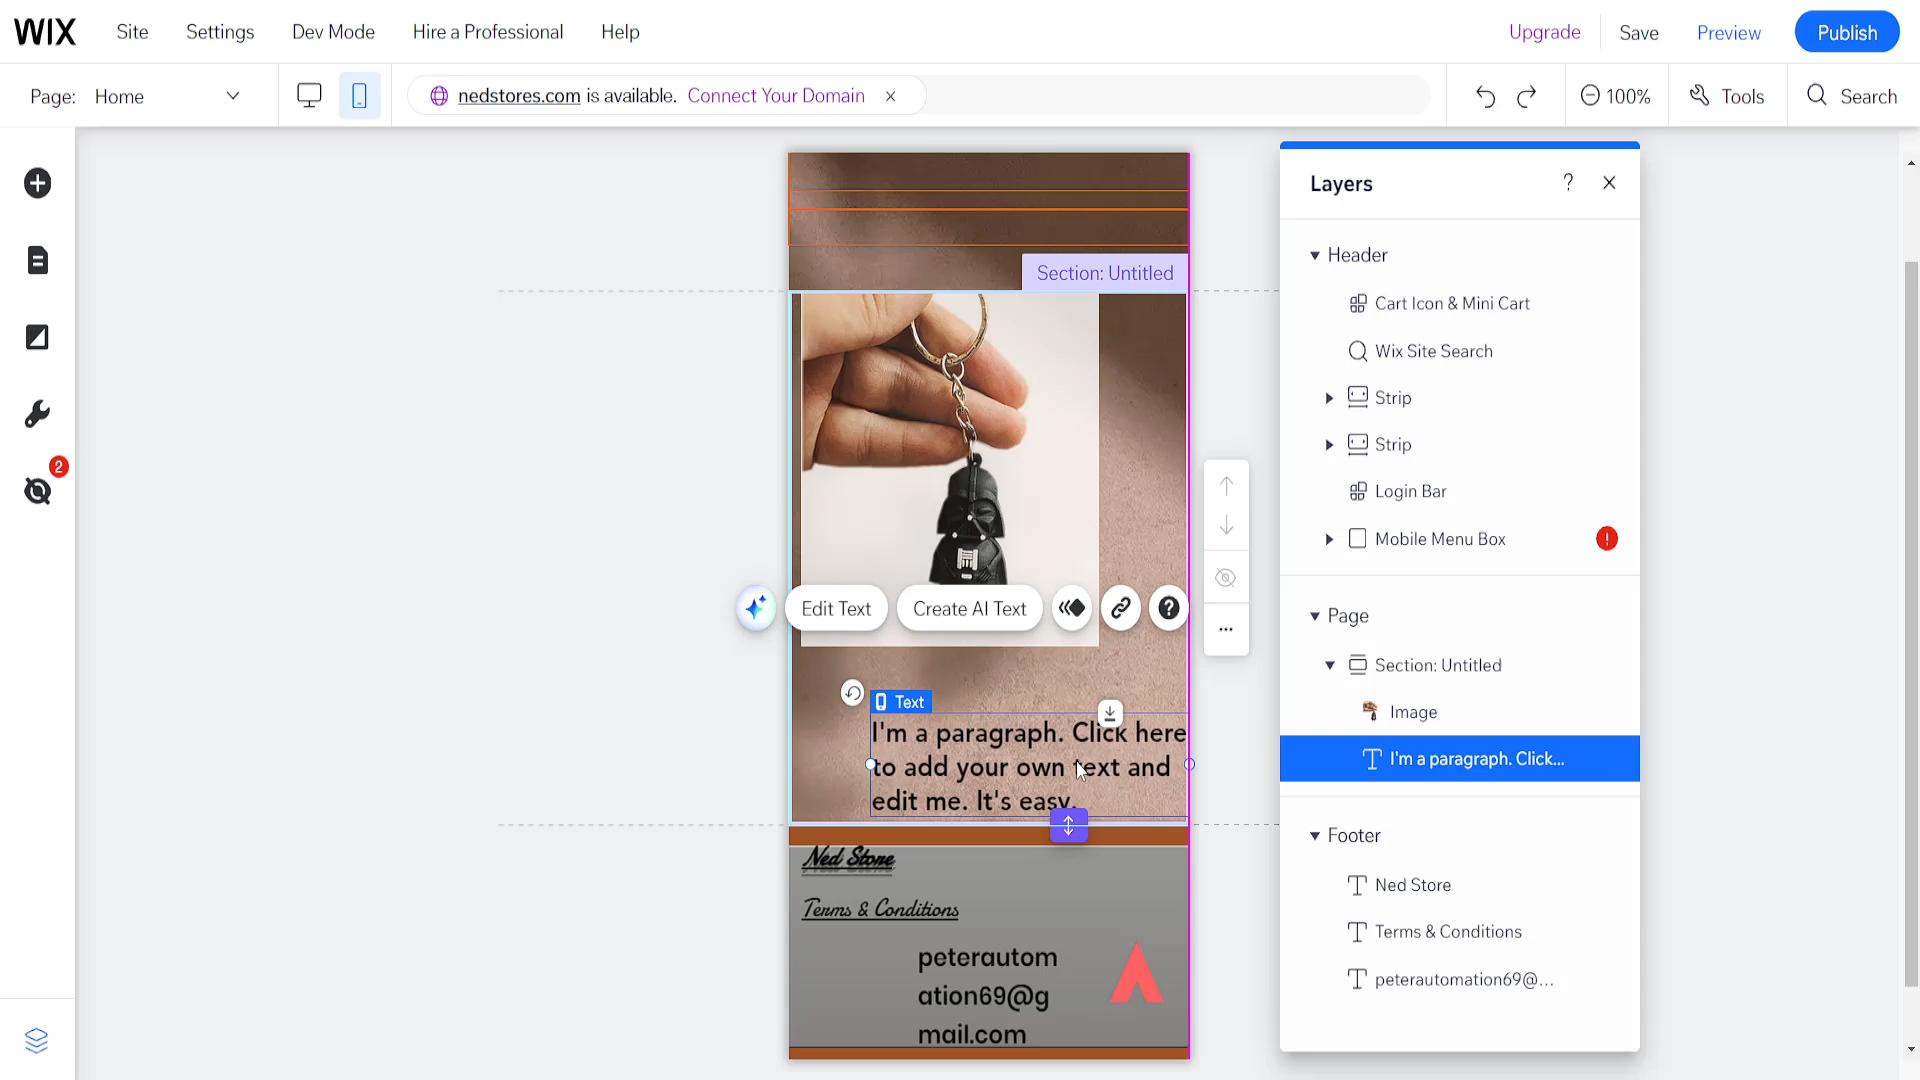 WIX Site Settings Dev Mode Hire a Professional Help Upgrade Save Preview Publish
Page: Home nedstores.com is available. Connect Your Domain 100% Tools Search
2
Section: Untitled
Edit Text Create AI Text
Text
I'm a paragraph. Click here
to add your own text and
edit me. It's easy.
Ned Store
Terms & Conditions
peterautom
ation69@g
mail.com
Layers ?
Header
Cart Icon & Mini Cart
Wix Site Search
Strip
Strip
Login Bar
Mobile Menu Box
Page
Section: Untitled
Image
I'm a paragraph. Click...
Footer
Ned Store
Terms & Conditions
peterautomation69@...